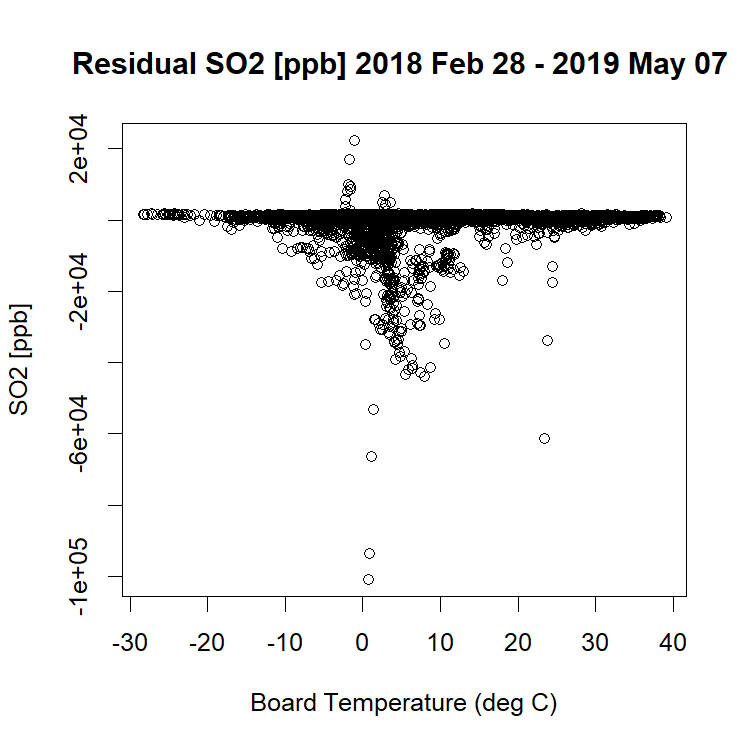 Residual SO2 [ppb] 2018 Feb 28 - 2019 May 07
SO2 [ppb]
2e+04
-2e+04
-6e+04
-1e+05
-30 -20 -10 0 10 20 30 40
Board Temperature (deg C)